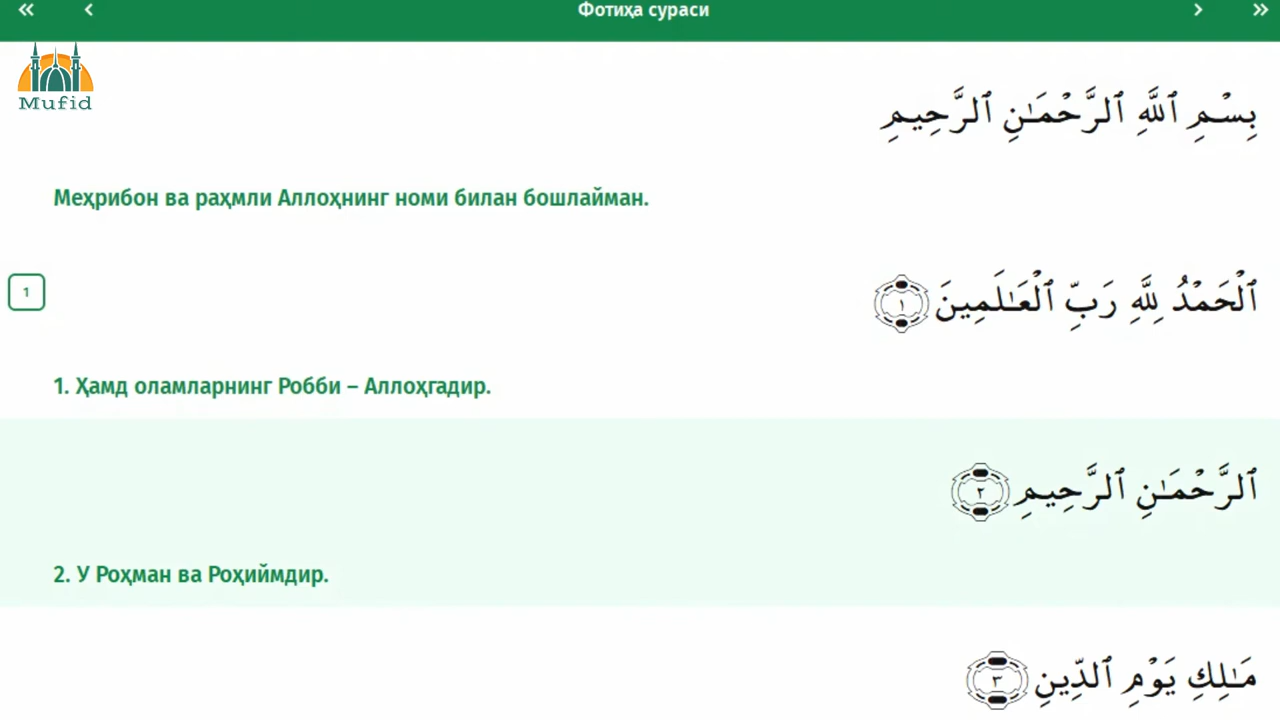 Фотиҳа сураси
Mufid
بِسْمِ ٱللَّهِ ٱلرَّحْمَـٰنِ ٱلرَّحِيمِ
Меҳрибон ва раҳмли Аллоҳнинг номи билан бошлайман.
1
ٱلْحَمْدُ لِلَّهِ رَبِّ ٱلْعَـٰلَمِينَ ١
1. Ҳамд оламларнинг Робби – Аллоҳгадир.
ٱلرَّحْمَـٰنِ ٱلرَّحِيمِ ٢
2. У Роҳман ва Роҳиймдир.
مَـٰلِكِ يَوْمِ ٱلدِّينِ ٣